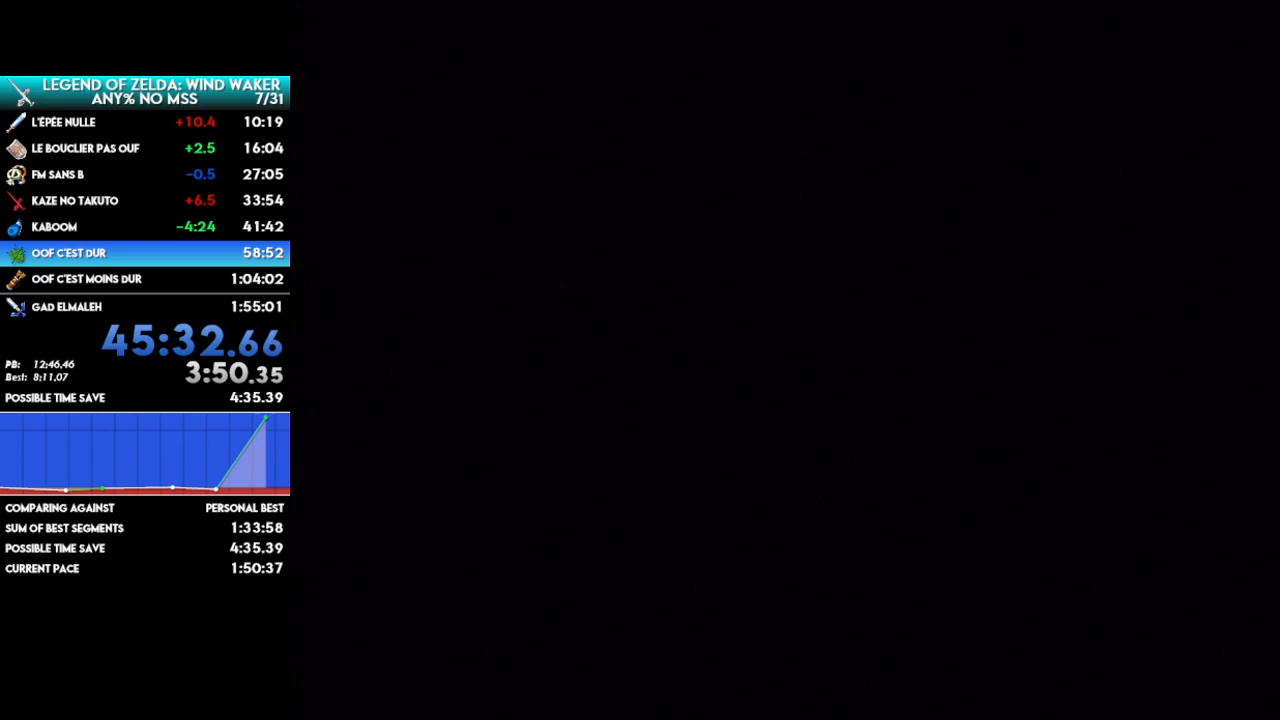 LEGEND OF ZELDA: WIND WAKER
ANY% NO MSS 7/31
L'ÉPÉE NULLE +10.4 10:19
LE BOUCLIER PAS OUF +2.5 16:04
FM SANS B -0.5 27:05
KAZE NO TAKUTO +6.5 33:54
KABOOM -4:24 41:42
OOF C'EST DUR 58:52
OOF C'EST MOINS DUR 1:04:02
GAD ELMALEH 1:55:01
45:32.66
PB: 12:46.46
Best: 8:11.07
3:50.35
POSSIBLE TIME SAVE 4:35.39
COMPARING AGAINST PERSONAL BEST
SUM OF BEST SEGMENTS 1:33:58
POSSIBLE TIME SAVE 4:35.39
CURRENT PACE 1:50:37